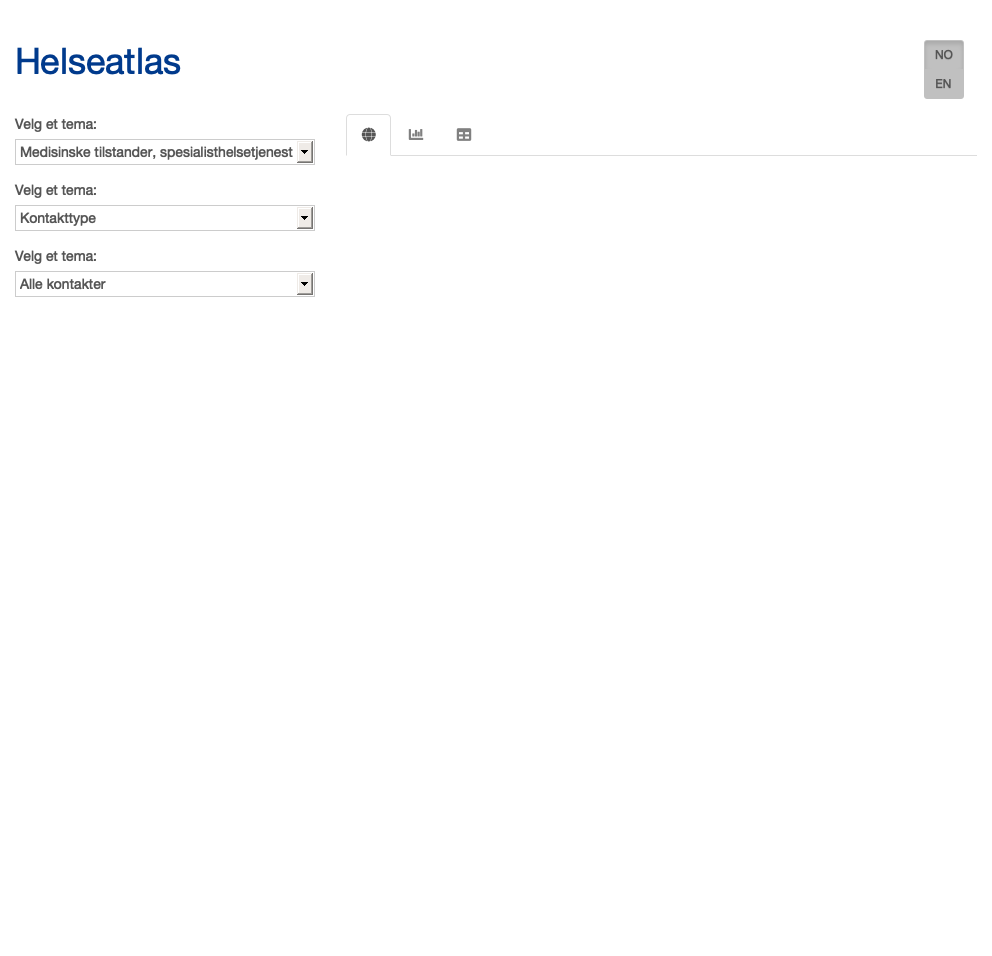 Helseatlas
NO
EN
Velg et tema:
Medisinske tilstander, spesialisthelsetjenest
Velg et tema:
Kontakttype
Velg et tema:
Alle kontakter